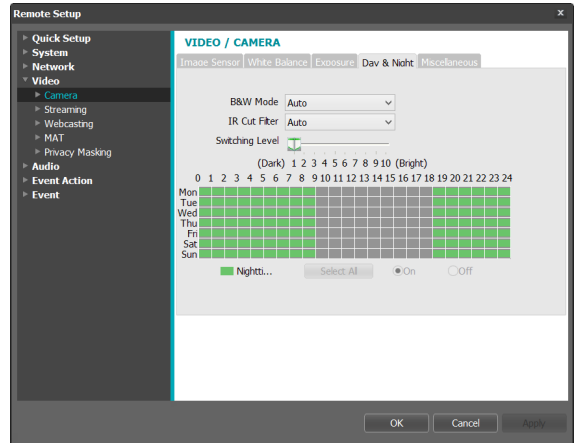 Remote Setup x
Quick Setup
System
Network
Video
Camera
Streaming
Webcasting
MAT
Privacy Masking
Audio
Event Action
Event
VIDEO / CAMERA
Image Sensor White Balance Exposure Day & Night Miscellaneous
B&W Mode Auto
IR Cut Filter Auto
Switching Level
(Dark) 1 2 3 4 5 6 7 8 9 10 (Bright)
0 1 2 3 4 5 6 7 8 9 10 11 12 13 14 15 16 17 18 19 20 21 22 23 24
Mon
Tue
Wed
Thu
Fri
Sat
Sun
Nightti... Select All On Off
OK Cancel Apply